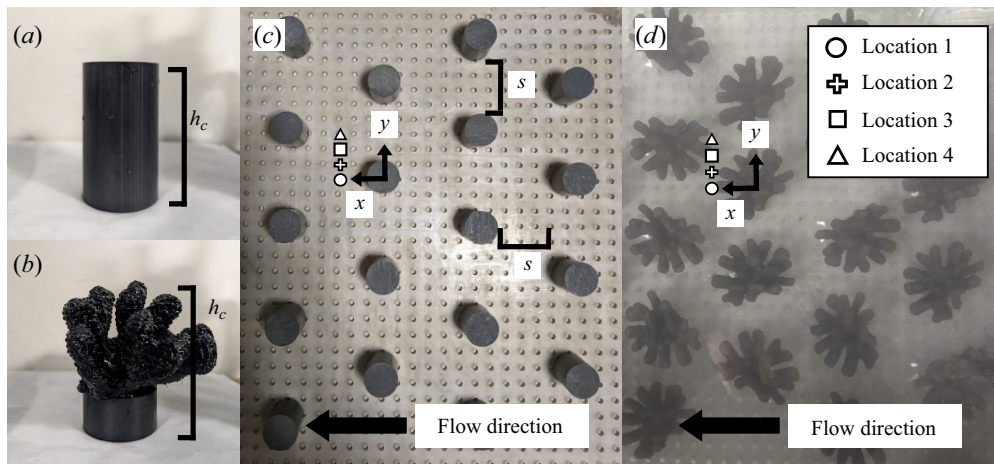 (a)
h_c
(b)
h_c
(c)
s
y
x
s
Flow direction
(d)
Location 1
Location 2
Location 3
Location 4
y
x
Flow direction